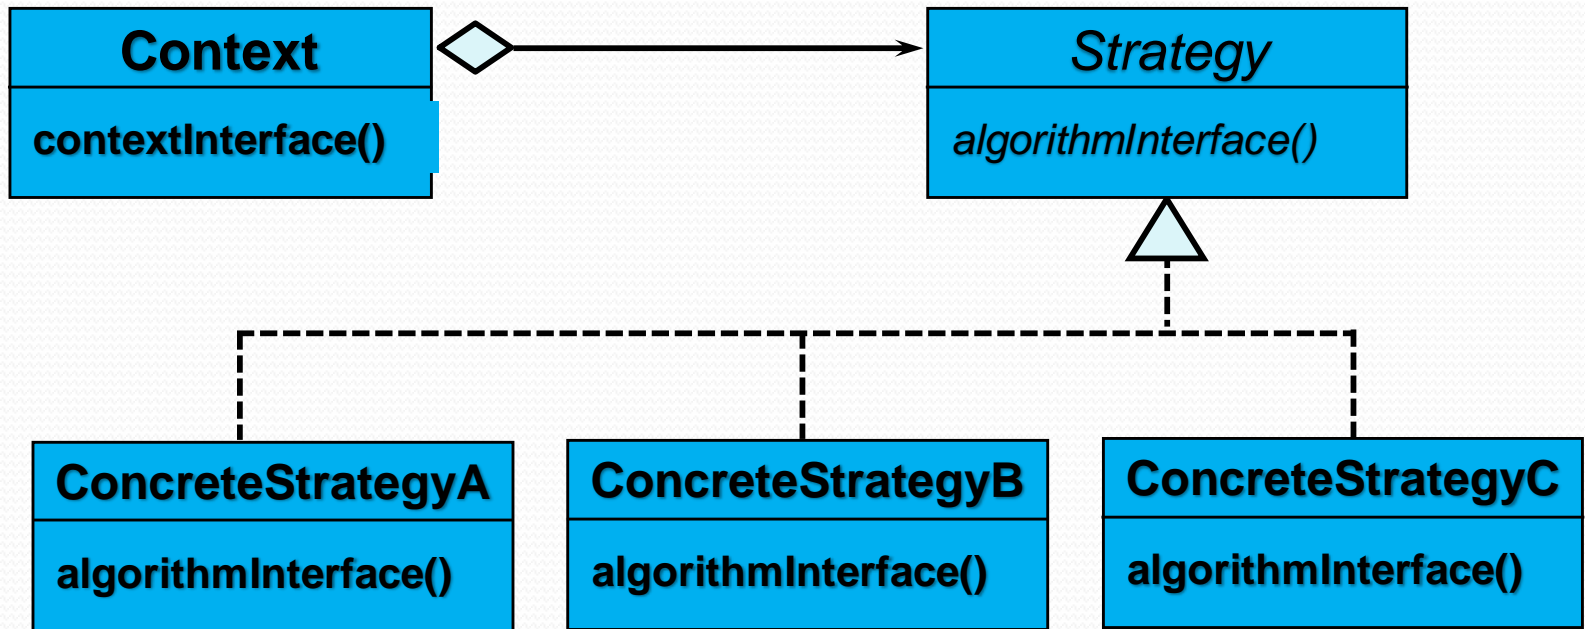 Context
contextInterface()
Strategy
algorithmInterface()
ConcreteStrategyA
algorithmInterface()
ConcreteStrategyB
algorithmInterface()
ConcreteStrategyC
algorithmInterface()